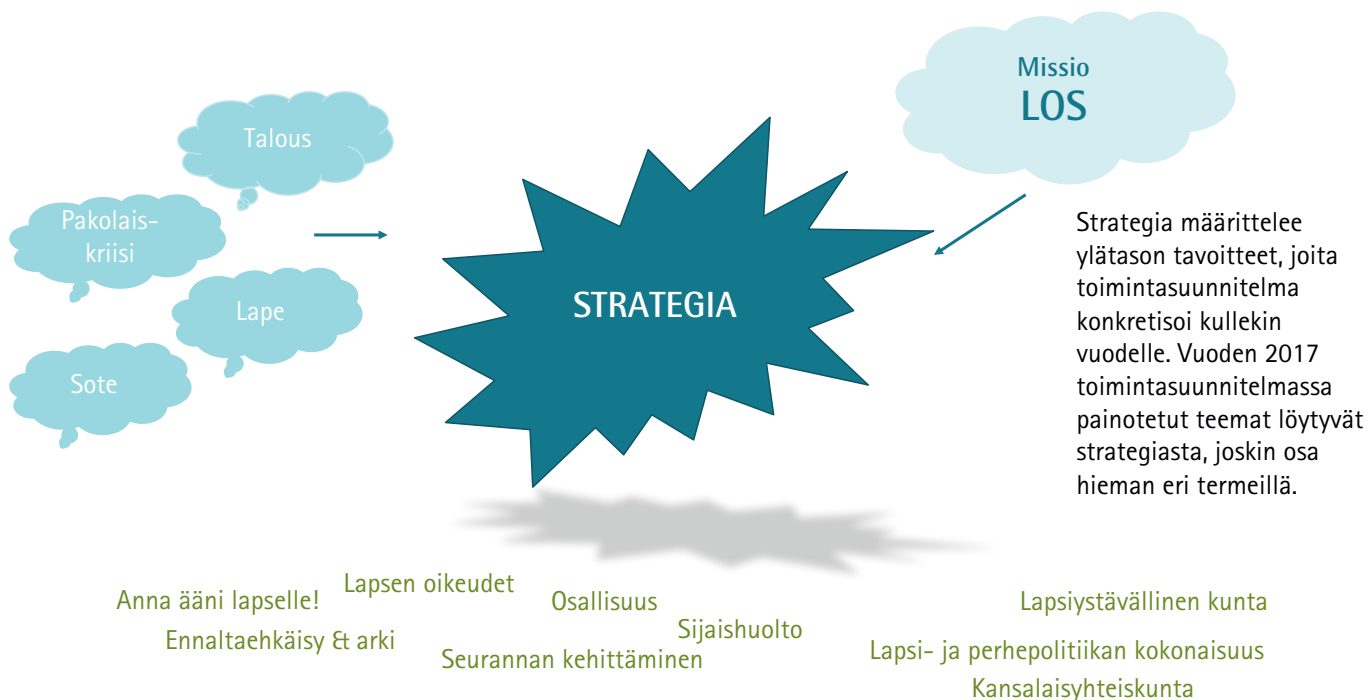 Talous
Pakolais-
kriisi
Lape
Sote
STRATEGIA
Missio
LOS
Strategia määrittelee
ylätason tavoitteet, joita
toimintasuunnitelma
konkretisoi kullekin
vuodelle. Vuoden 2017
toimintasuunnitelmassa
painotetut teemat löytyvät
strategiasta, joskin osa
hieman eri termeillä.
Anna ääni lapselle!
Lapsen oikeudet
Osallisuus
Lapsiystävällinen kunta
Ennaltaehkäisy & arki
Sijaishuolto
Seurannan kehittäminen
Lapsi- ja perhepolitiikan kokonaisuus
Kansalaisyhteiskunta